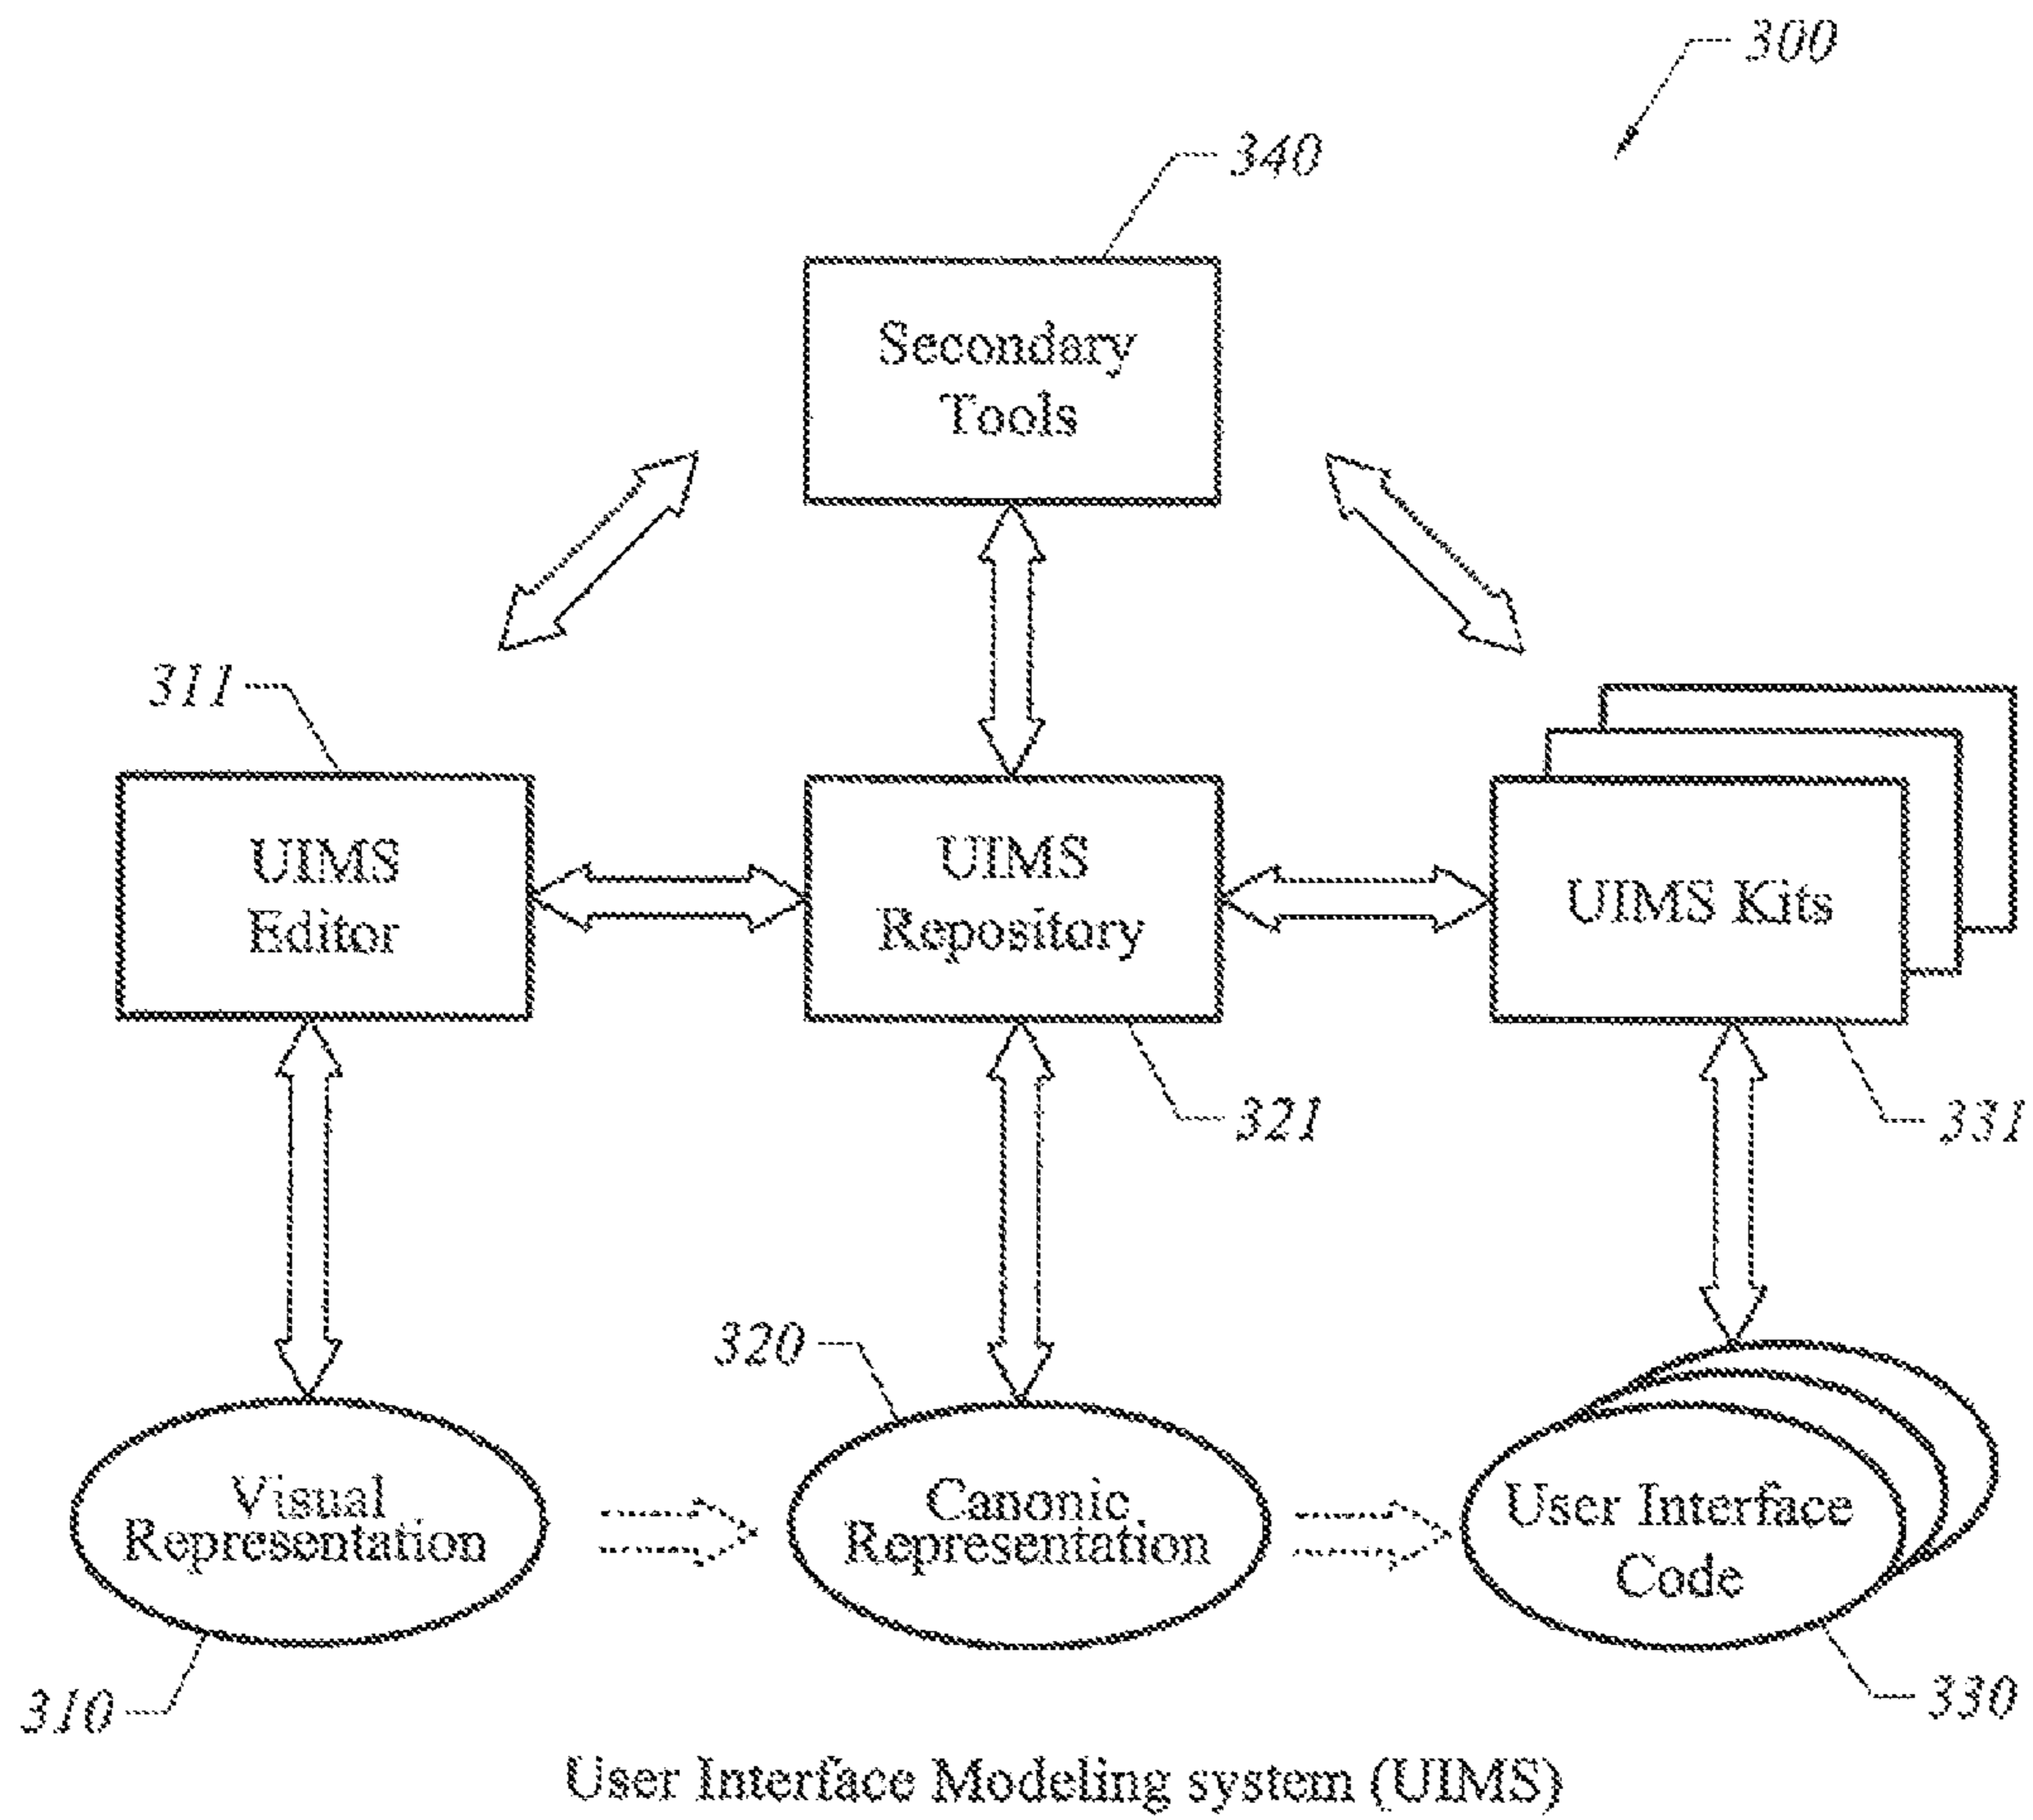 300
340
Secondary
Tools
311
UIMS
Editor
UIMS
Repository
UIMS Kits
321
331
320
Visual
Representation
Canonic
Representation
User Interface
Code
310
330
User Interface Modeling system (UIMS)